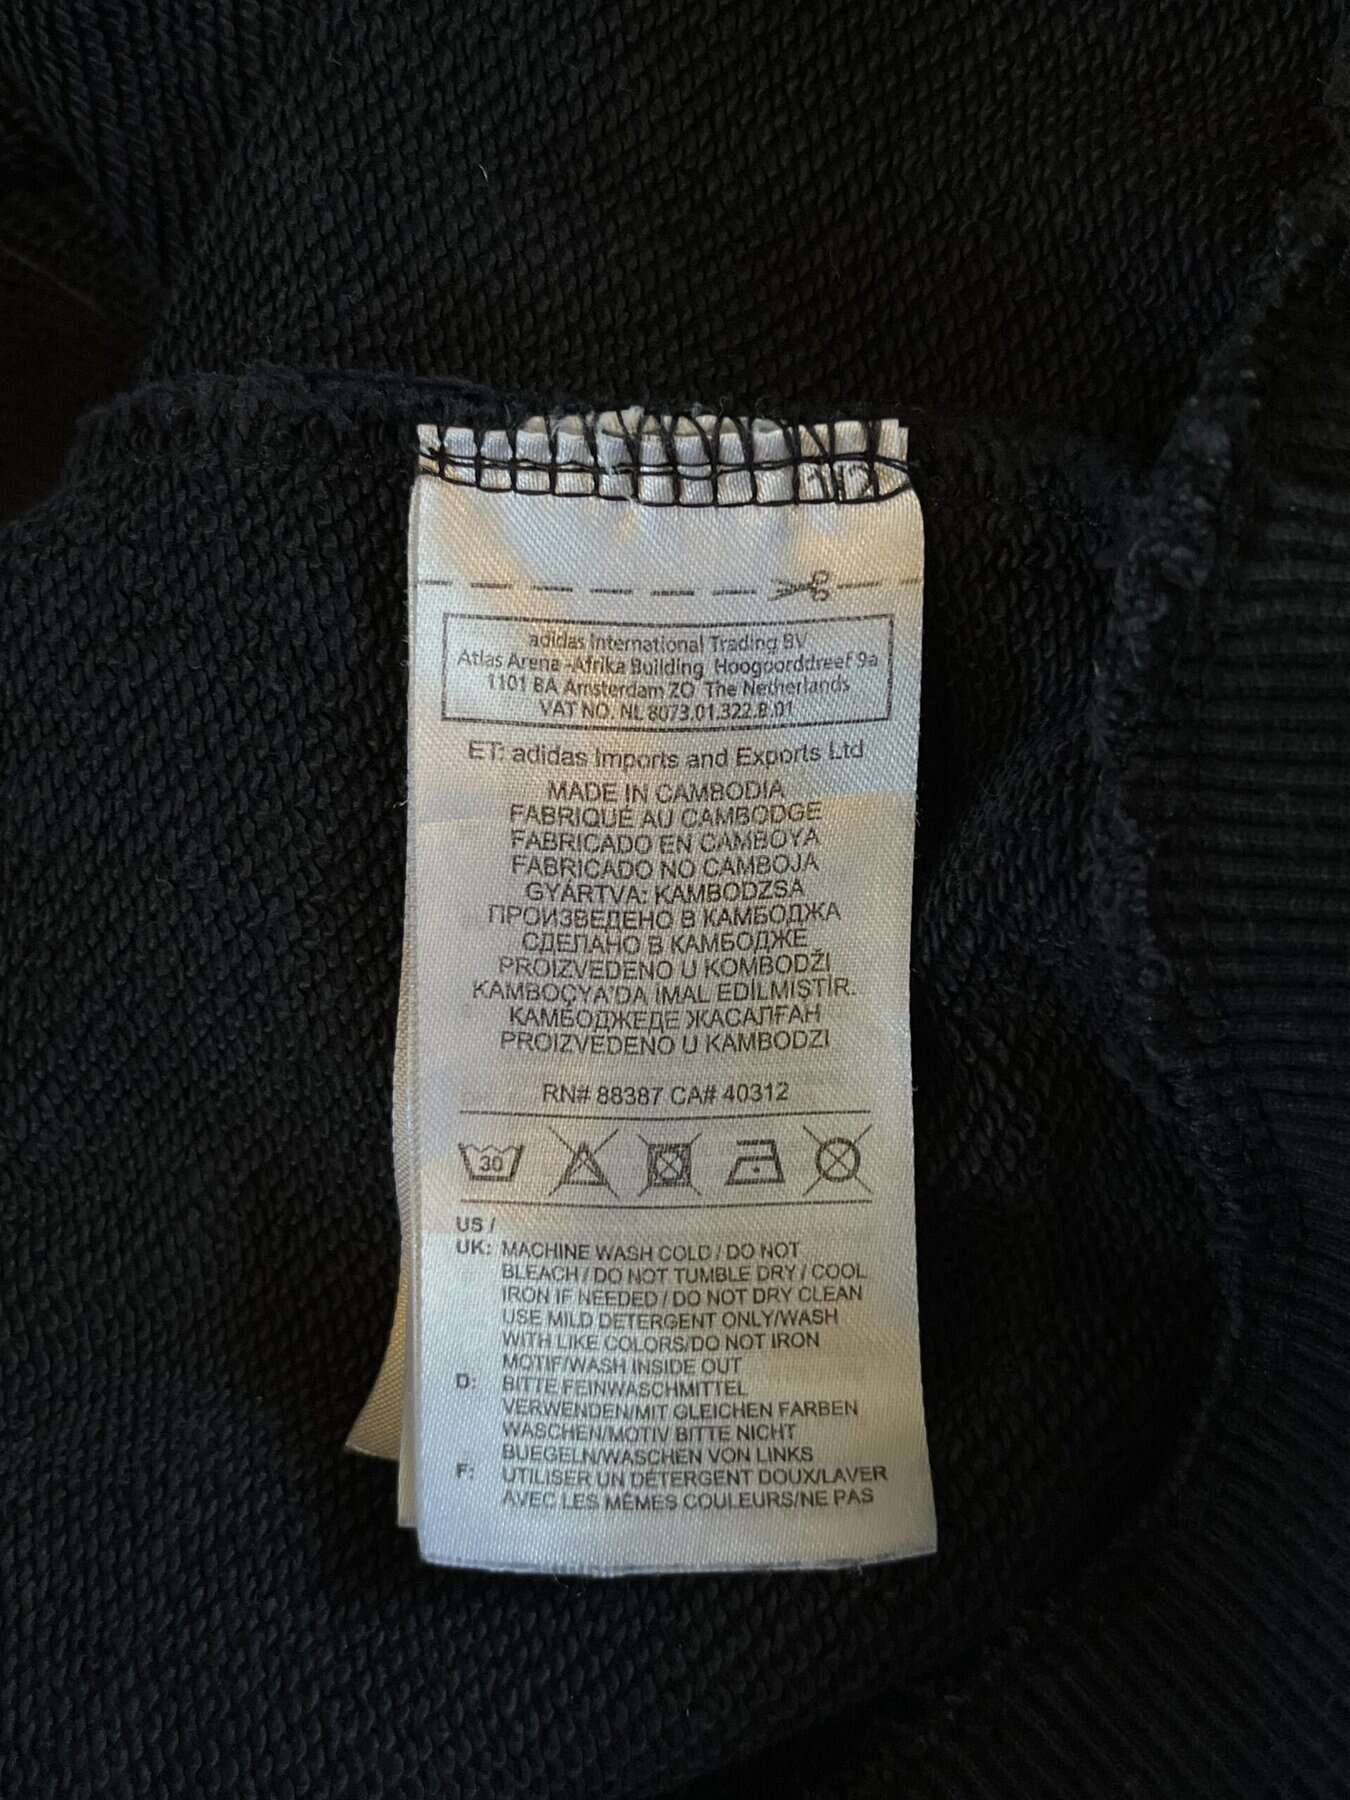 1/2
adidas International Trading BV
Atlas Arena -Afrika Building Hoogoorddreef 9a
1101 BA Amsterdam ZO The Netherlands
VAT NO. NL 8073.01.322.B.01
ET: adidas Imports and Exports Ltd
MADE IN CAMBODIA
FABRIQUÉ AU CAMBODGE
FABRICADO EN CAMBOYA
FABRICADO NO CAMBOJA
GYÁRTVA: KAMBODZSA
ПРОИЗВЕДЕНО В КАМБОДЖА
СДЕЛАНО В КАМБОДЖЕ
PROIZVEDENO U KOMBODŽI
KAMBOÇYA'DA İMAL EDİLMİŞTİR.
КАМБОДЖЕДЕ ЖАСАЛҒАН
PROIZVEDENO U KAMBODZI
RN# 88387 CA# 40312
30
US /
UK: MACHINE WASH COLD / DO NOT
BLEACH / DO NOT TUMBLE DRY / COOL
IRON IF NEEDED / DO NOT DRY CLEAN
USE MILD DETERGENT ONLY/WASH
WITH LIKE COLORS/DO NOT IRON
MOTIF/WASH INSIDE OUT
D: BITTE FEINWASCHMITTEL
VERWENDEN/MIT GLEICHEN FARBEN
WASCHEN/MOTIV BITTE NICHT
BUEGELN/WASCHEN VON LINKS
F: UTILISER UN DÉTERGENT DOUX/LAVER
AVEC LES MÊMES COULEURS/NE PAS